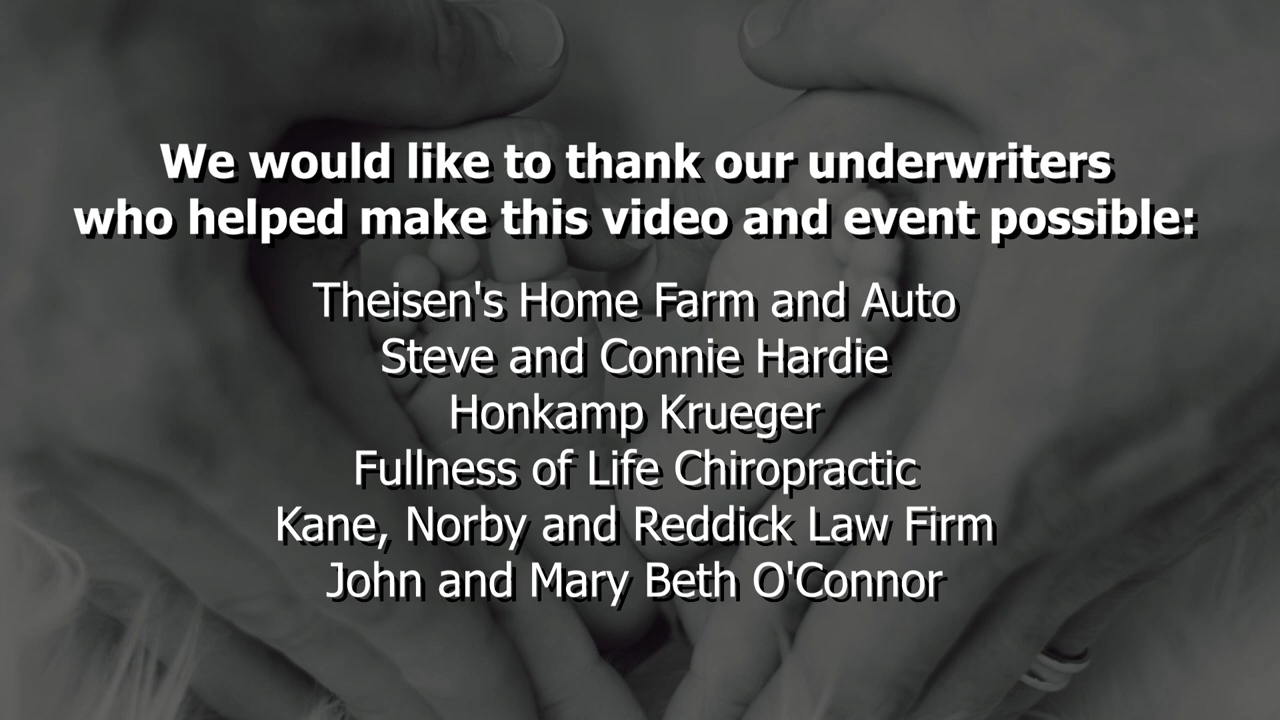 We would like to thank our underwriters
who helped make this video and event possible:
Theisen's Home Farm and Auto
Steve and Connie Hardie
Honkamp Krueger
Fullness of Life Chiropractic
Kane, Norby and Reddick Law Firm
John and Mary Beth O'Connor